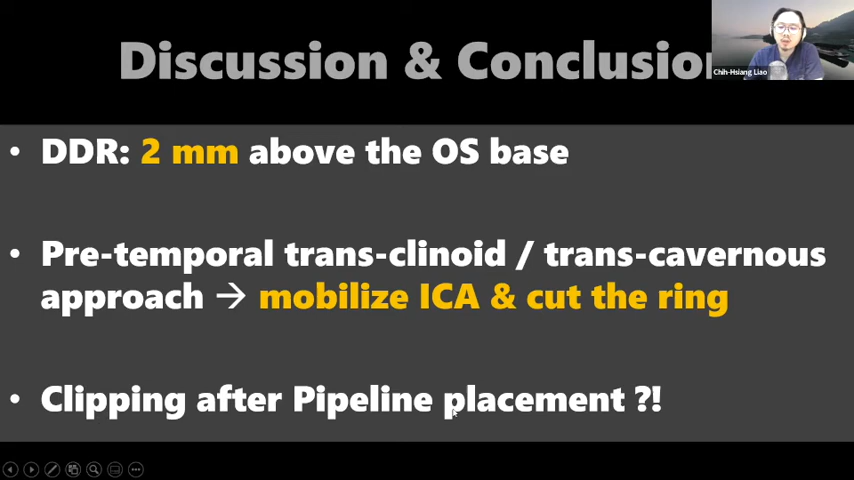 Discussion & Conclusion
Chih-Hsiang Liao
• DDR: 2 mm above the OS base
• Pre-temporal trans-clinoid / trans-cavernous
approach → mobilize ICA & cut the ring
• Clipping after Pipeline placement ?!